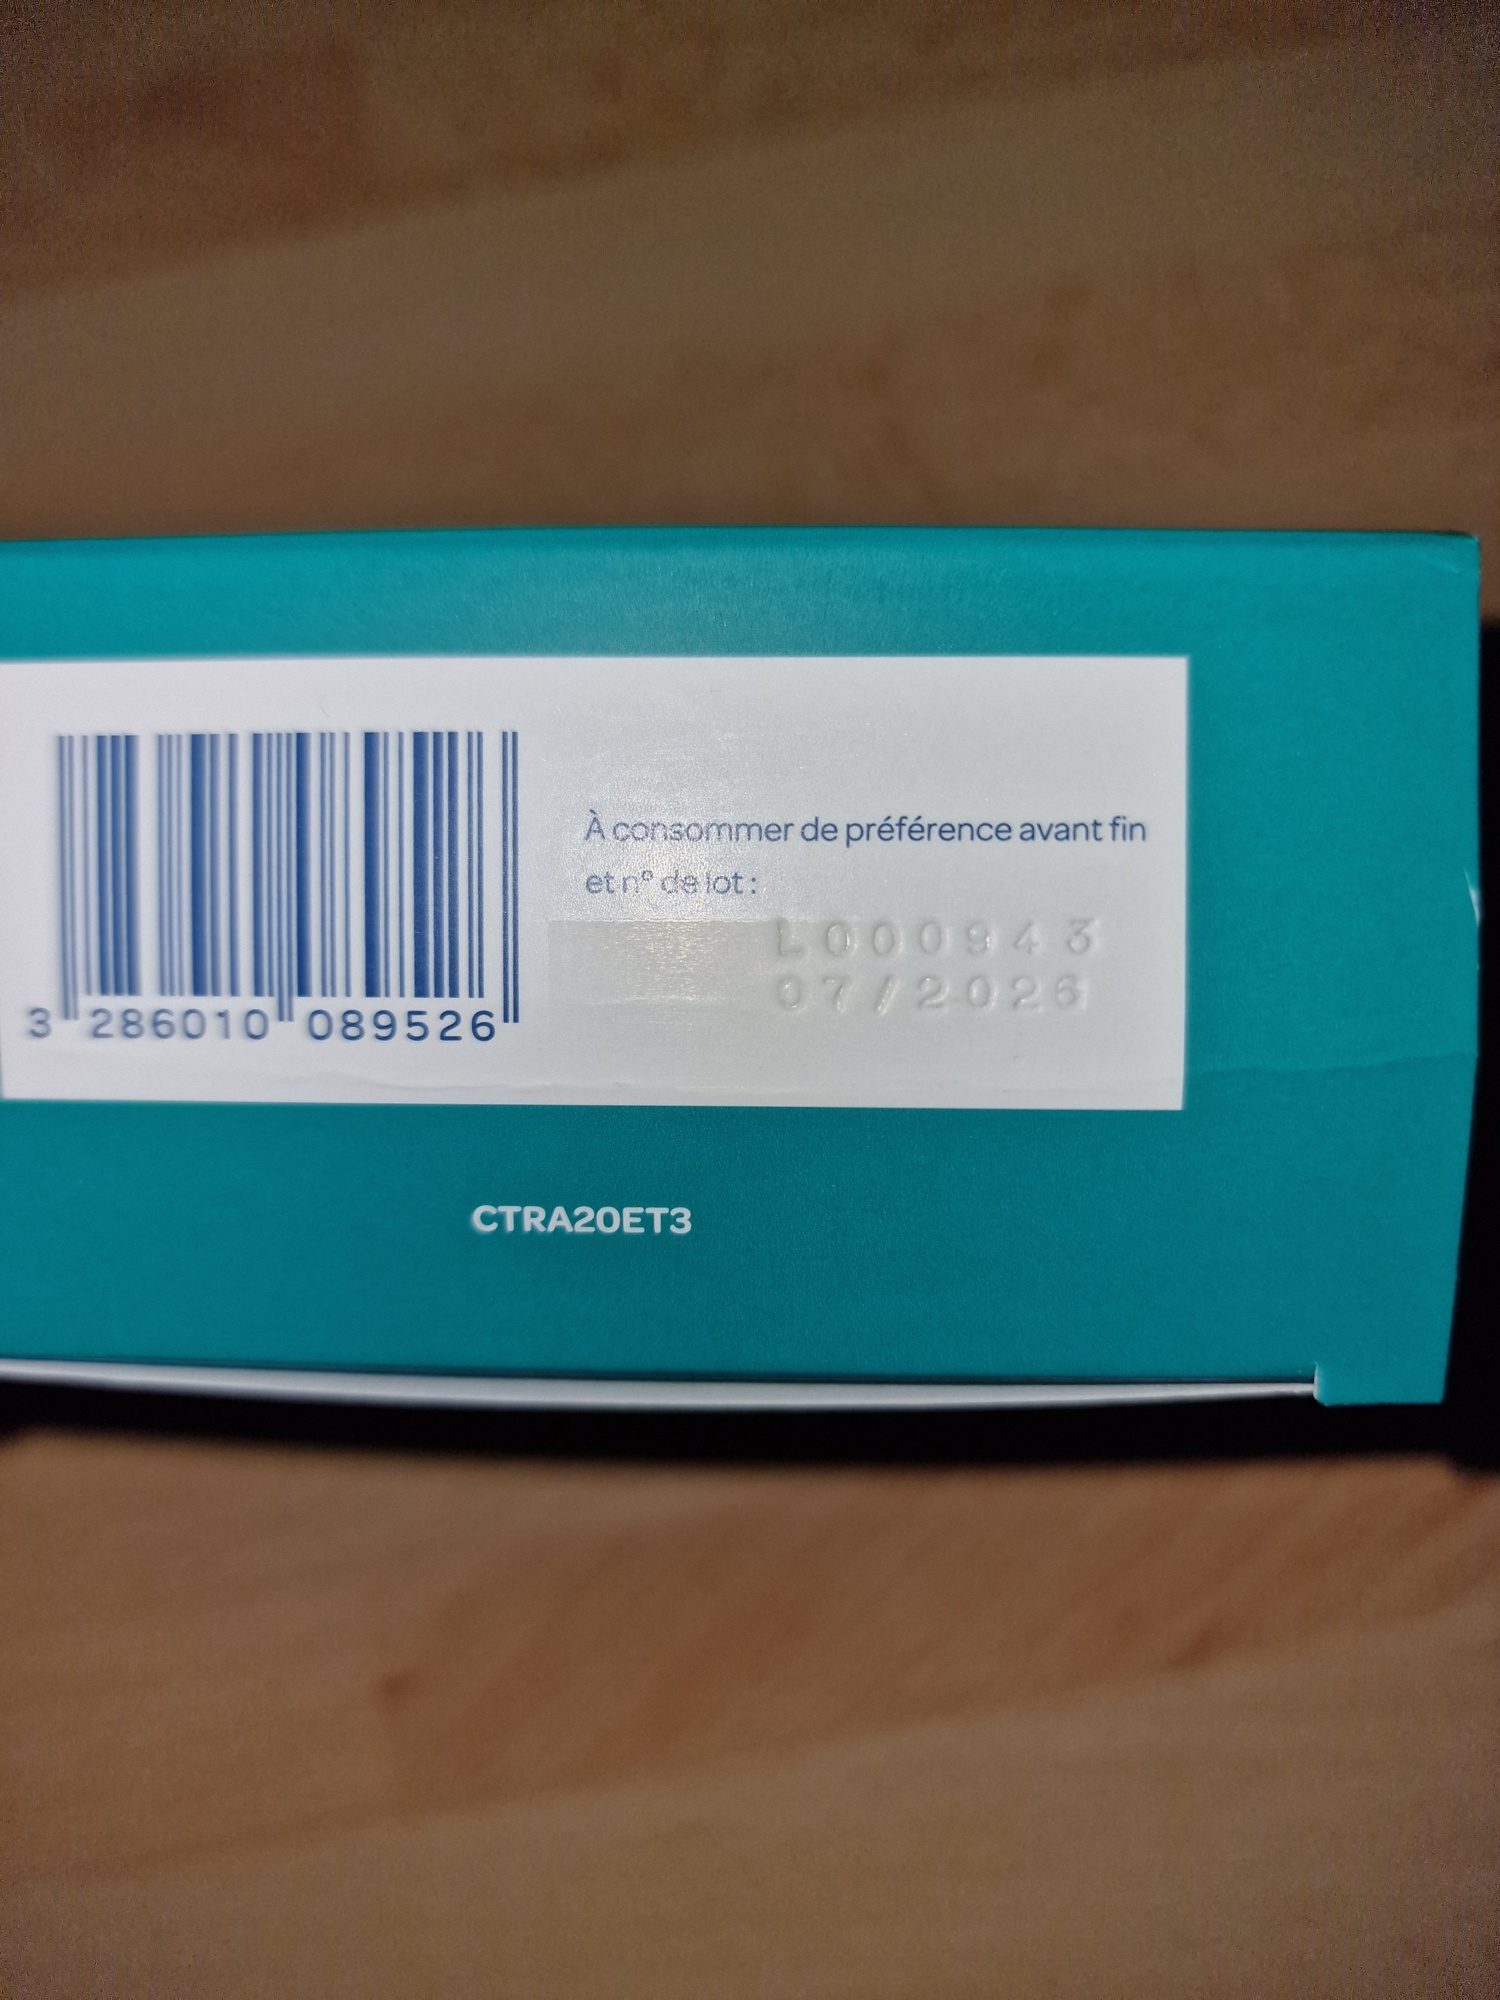 À consommer de préférence avant fin
et n° de lot :
L000943
07/2026
3 286010 089526
CTRA20ET3